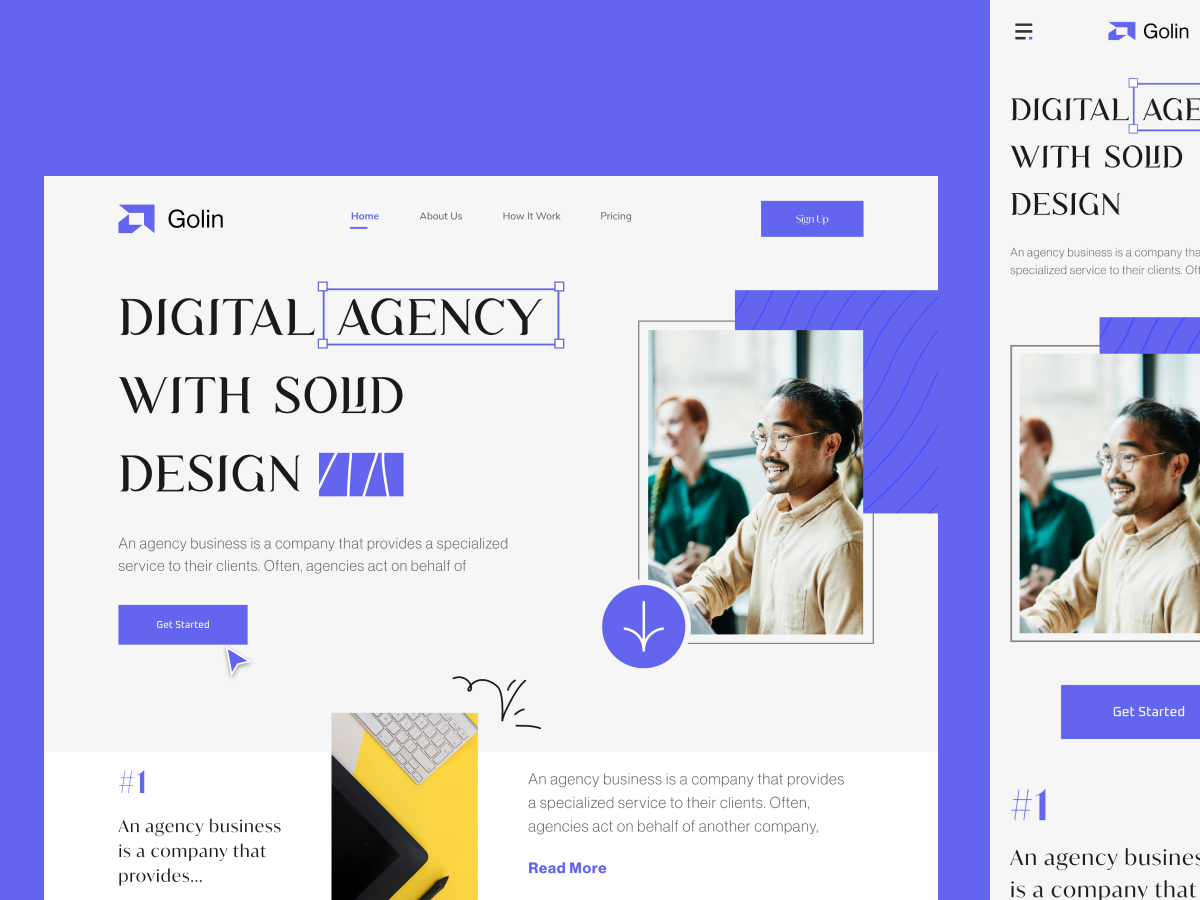 Golin
Home
About Us
How It Work
Pricing
Sign Up
DIGITAL AGENCY
WITH SOLID
DESIGN
An agency business is a company that provides a specialized
service to their clients. Often, agencies act on behalf of
Get Started
#1
An agency business
is a company that
provides...
An agency business is a company that provides
a specialized service to their clients. Often,
agencies act on behalf of another company,
Read More
Golin
DIGITAL AGE
WITH SOLID
DESIGN
An agency business is a company tha
specialized service to their clients. Oft
Get Started
#1
An agency busines
is a company that